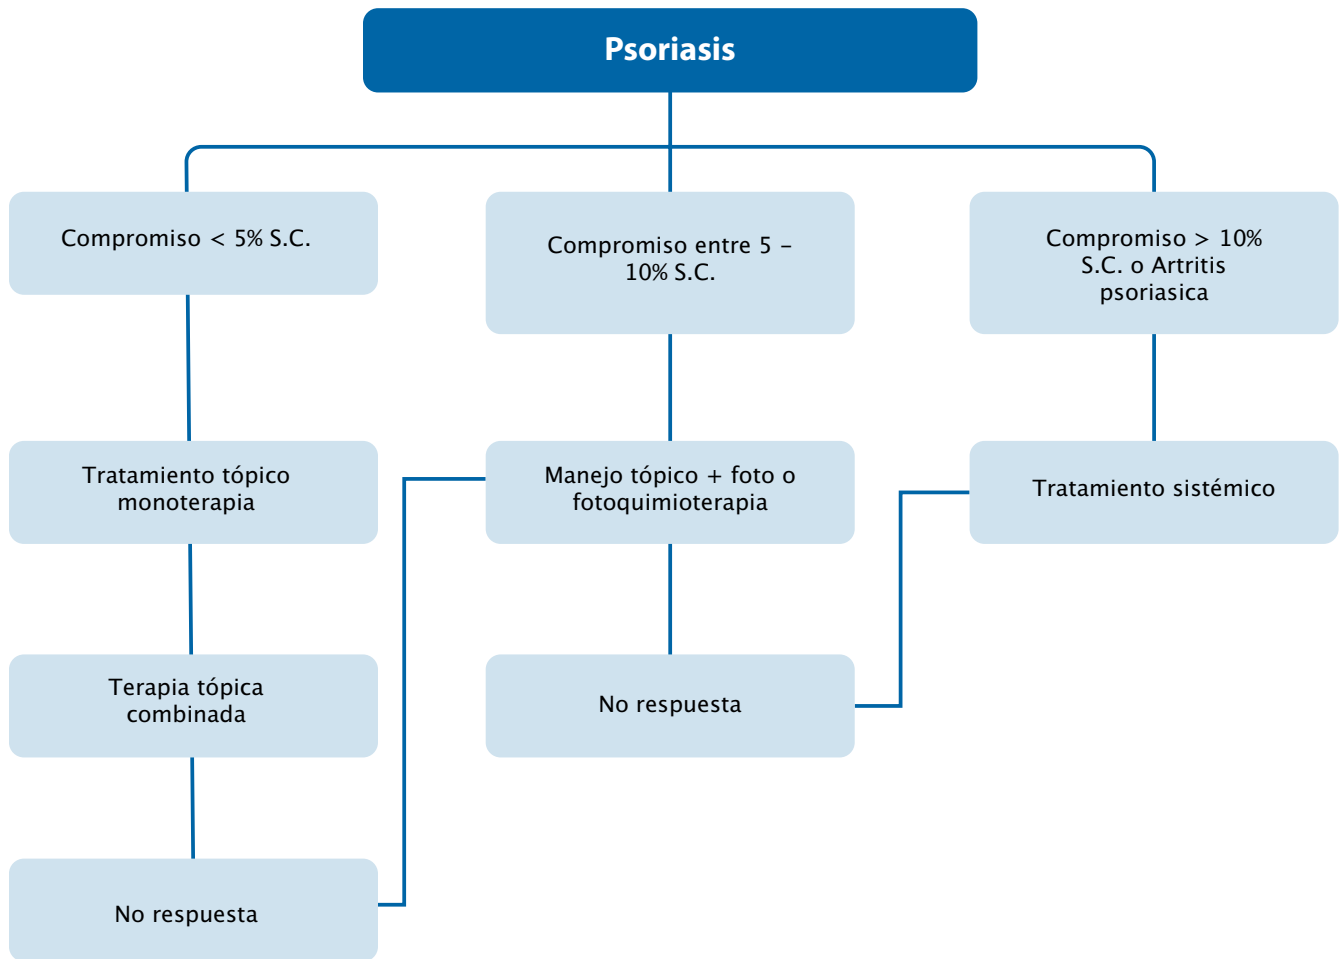 Psoriasis
Compromiso < 5% S.C.
Compromiso entre 5 –
10% S.C.
Compromiso > 10%
S.C. o Artritis
psoriasica
Tratamiento tópico
monoterapia
Manejo tópico + foto o
fotoquimioterapia
Tratamiento sistémico
Terapia tópica
combinada
No respuesta
No respuesta